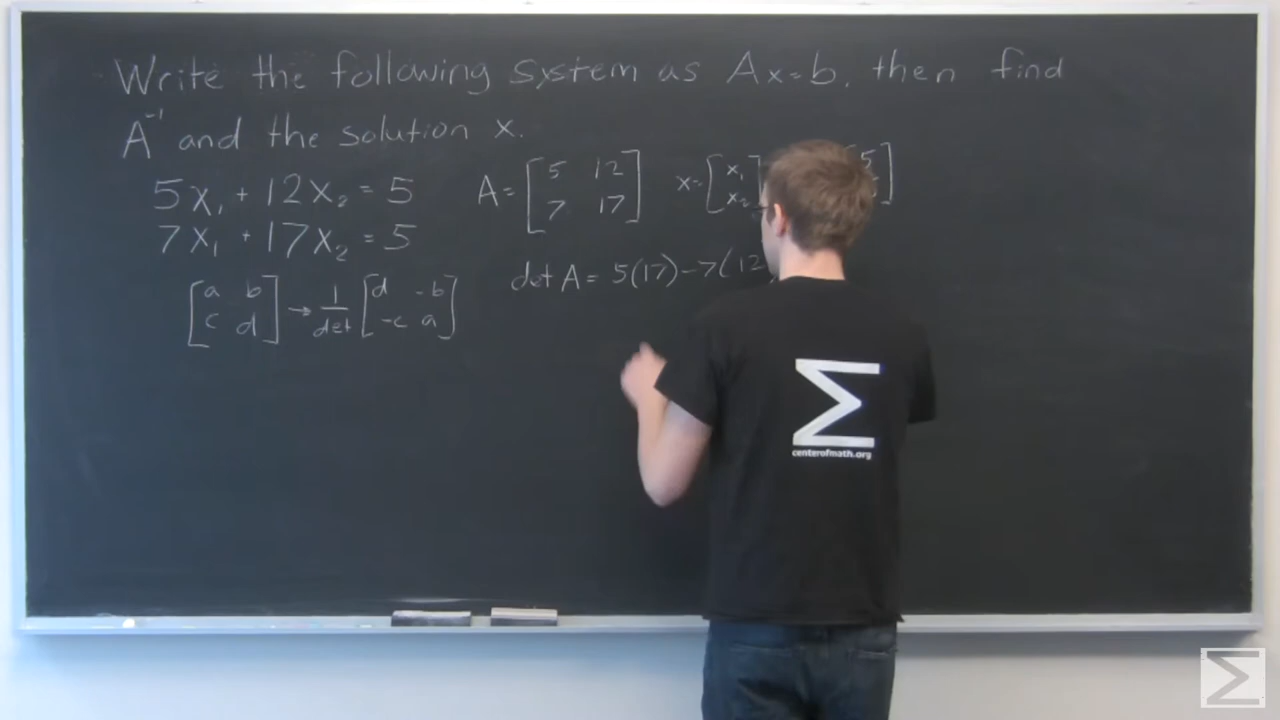 Write the following system as Ax=b, then find
A⁻¹ and the solution x.
5x₁ + 12x₂ = 5
7x₁ + 17x₂ = 5
A = [5 12
7 17]
x = [x₁
x₂]
5
[a b
c d] → 1/det [d -b
-c a]
det A = 5(17) - 7(12
Σ
centerofmath.org
Σ